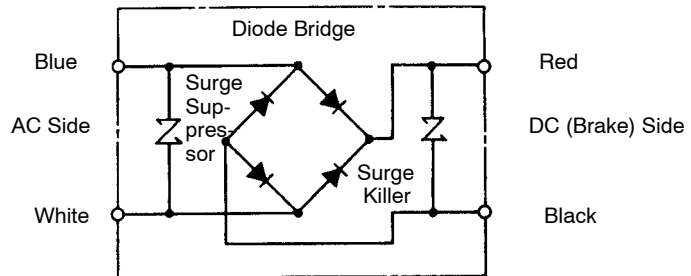 Diode Bridge
Blue
Red
Surge
Sup-
pres-
sor
AC Side
DC (Brake) Side
Surge
Killer
White
Black